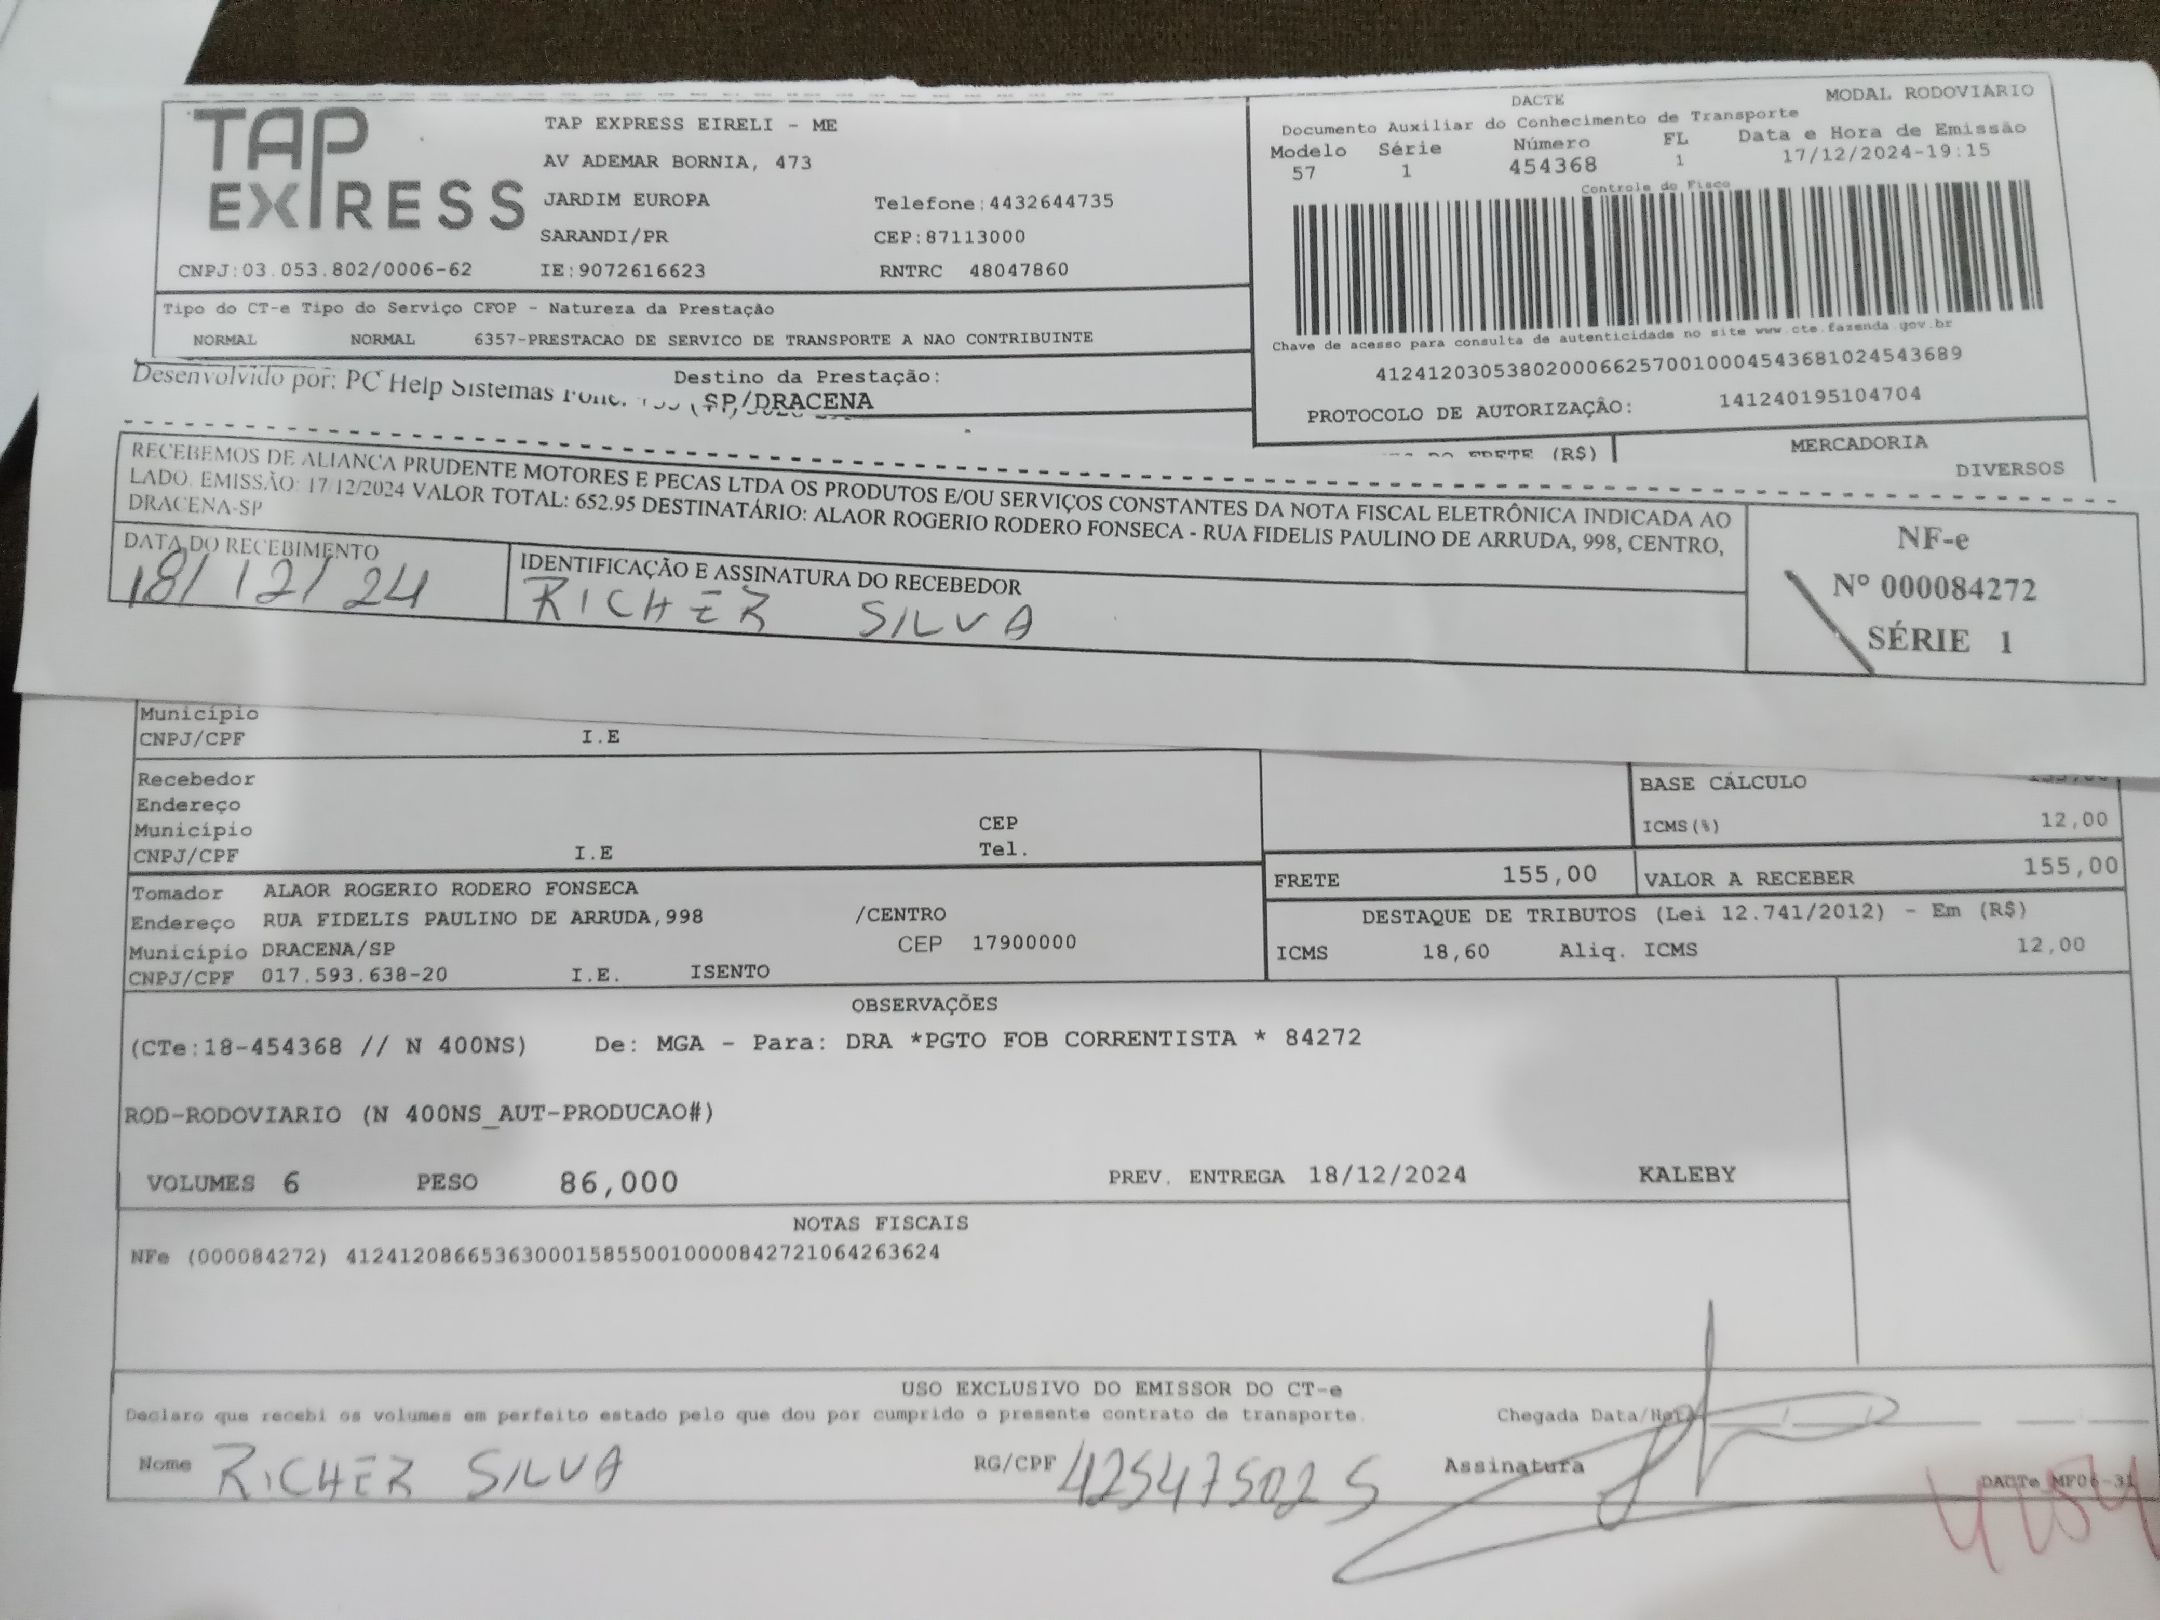 TAP
EXPRESS
TAP EXPRESS EIRELI - ME
AV ADEMAR BORNIA, 473
JARDIM EUROPA Telefone:4432644735
SARANDI/PR CEP:87113000
CNPJ:03.053.802/0006-62 IE:9072616623 RNTRC 48047860
DACTE MODAL RODOVIARIO
Documento Auxiliar do Conhecimento de Transporte
Modelo Série Número FL Data e Hora de Emissão
57 1 454368 1 17/12/2024-19:15
Controle do Fisco
Chave de acesso para consulta de autenticidade no site www.cte.fazenda.gov.br
41241203053802000662570010004543681024543689
PROTOCOLO DE AUTORIZAÇÃO: 141240195104704
Tipo do CT-e Tipo do Serviço CFOP - Natureza da Prestação
NORMAL NORMAL 6357-PRESTACAO DE SERVICO DE TRANSPORTE A NAO CONTRIBUINTE
Desenvolvido por: PC Help Sistemas
Destino da Prestação:
SP/DRACENA
FRETE (R$) MERCADORIA
DIVERSOS
RECEBEMOS DE ALIANCA PRUDENTE MOTORES E PECAS LTDA OS PRODUTOS E/OU SERVIÇOS CONSTANTES DA NOTA FISCAL ELETRÔNICA INDICADA AO
LADO. EMISSÃO: 17/12/2024 VALOR TOTAL: 652.95 DESTINATÁRIO: ALAOR ROGERIO RODERO FONSECA - RUA FIDELIS PAULINO DE ARRUDA, 998, CENTRO,
DRACENA-SP
DATA DO RECEBIMENTO
18/12/24
IDENTIFICAÇÃO E ASSINATURA DO RECEBEDOR
RICHER SILVA
NF-e
Nº 000084272
SÉRIE 1
Município
CNPJ/CPF I.E
Recebedor
Endereço
Município CEP
CNPJ/CPF I.E Tel.
BASE CÁLCULO
ICMS(%) 12,00
FRETE 155,00 VALOR A RECEBER 155,00
Tomador ALAOR ROGERIO RODERO FONSECA
Endereço RUA FIDELIS PAULINO DE ARRUDA,998 /CENTRO
Município DRACENA/SP CEP 17900000
CNPJ/CPF 017.593.638-20 I.E. ISENTO
DESTAQUE DE TRIBUTOS (Lei 12.741/2012) - Em (R$)
ICMS 18,60 Aliq. ICMS 12,00
OBSERVAÇÕES
(CTe:18-454368 // N 400NS) De: MGA - Para: DRA *PGTO FOB CORRENTISTA * 84272
ROD-RODOVIARIO (N 400NS_AUT-PRODUCAO#)
VOLUMES 6 PESO 86,000 PREV. ENTREGA 18/12/2024 KALEBY
NOTAS FISCAIS
NFe (000084272) 41241208665363000158550010000842721064263624
USO EXCLUSIVO DO EMISSOR DO CT-e
Declaro que recebi os volumes em perfeito estado pelo que dou por cumprido o presente contrato de transporte. Chegada Data/Hora
Nome RICHER SILVA RG/CPF 425475025 Assinatura
DACTe MF06-31